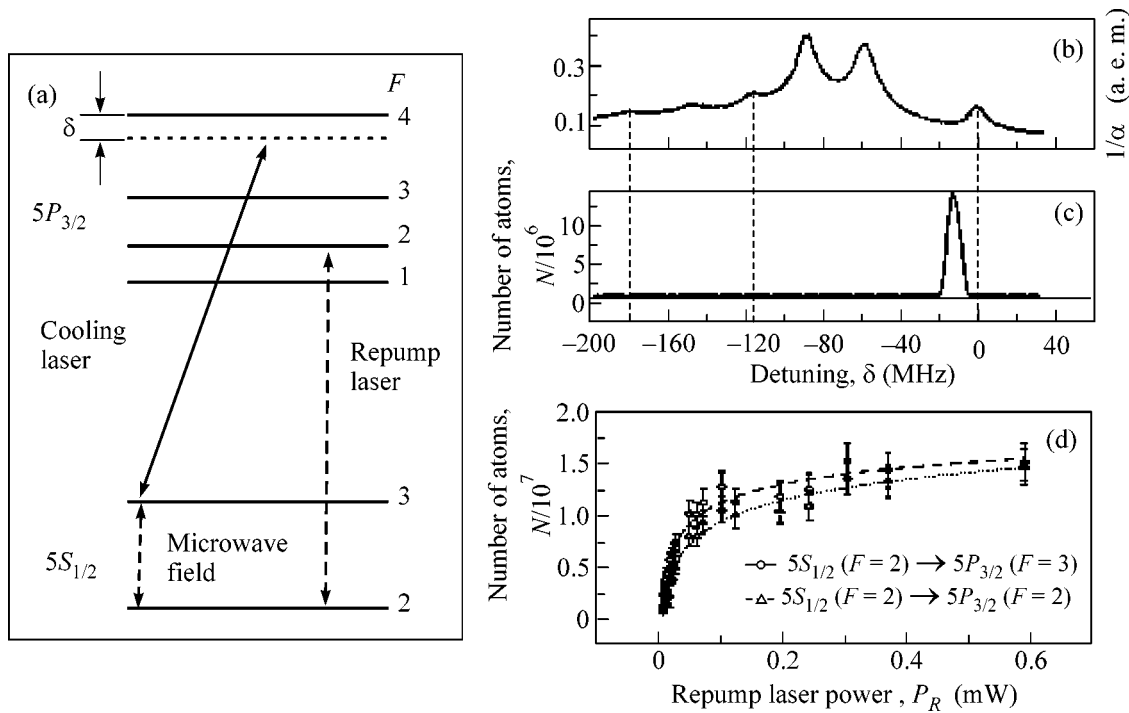 (a)
F
4
δ
3
5P3/2
2
1
Cooling
laser
Repump
laser
3
Microwave
field
5S1/2
2
(b)
0.3
0.1
1/α (a. e. m.)
(c)
Number of atoms,
N/10^6
10
5
0
–200 –160 –120 –80 –40 0 40
Detuning, δ (MHz)
(d)
Number of atoms,
N/10^7
2.0
1.5
1.0
0.5
0
5S1/2 (F = 2) → 5P3/2 (F = 3)
5S1/2 (F = 2) → 5P3/2 (F = 2)
0 0.2 0.4 0.6
Repump laser power , PR (mW)